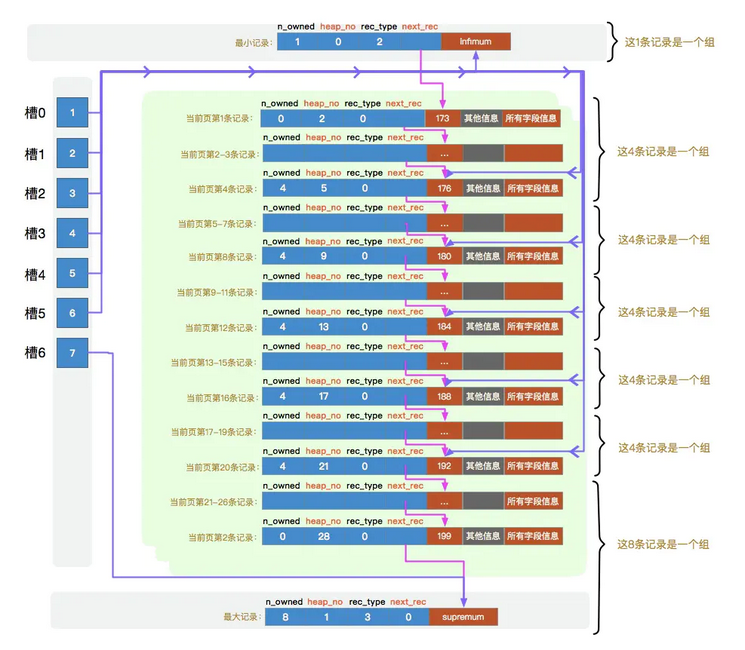 n_owned heap_no rec_type next_rec
最小记录: 1 0 2 Infimum 这1条记录是一个组
槽0 1
槽1 2
槽2 3
槽3 4
槽4 5
槽5 6
槽6 7
n_owned heap_no rec_type next_rec
当前页第1条记录: 0 2 0 173 其他信息 所有字段信息
n_owned heap_no rec_type next_rec
当前页第2-3条记录: ...
这4条记录是一个组
n_owned heap_no rec_type next_rec
当前页第4条记录: 4 5 0 176 其他信息 所有字段信息
n_owned heap_no rec_type next_rec
当前页第5-7条记录: ...
这4条记录是一个组
n_owned heap_no rec_type next_rec
当前页第8条记录: 4 9 0 180 其他信息 所有字段信息
n_owned heap_no rec_type next_rec
当前页第9-11条记录: ...
这4条记录是一个组
n_owned heap_no rec_type next_rec
当前页第12条记录: 4 13 0 184 其他信息 所有字段信息
n_owned heap_no rec_type next_rec
当前页第13-15条记录: ...
这4条记录是一个组
n_owned heap_no rec_type next_rec
当前页第16条记录: 4 17 0 188 其他信息 所有字段信息
n_owned heap_no rec_type next_rec
当前页第17-19条记录: ...
这4条记录是一个组
n_owned heap_no rec_type next_rec
当前页第20条记录: 4 21 0 192 其他信息 所有字段信息
n_owned heap_no rec_type next_rec
当前页第21-26条记录: ... 所有字段信息
n_owned heap_no rec_type next_rec
当前页第2条记录: 0 28 0 199 其他信息 所有字段信息
这8条记录是一个组
n_owned heap_no rec_type next_rec
最大记录: 8 1 3 0 supremum